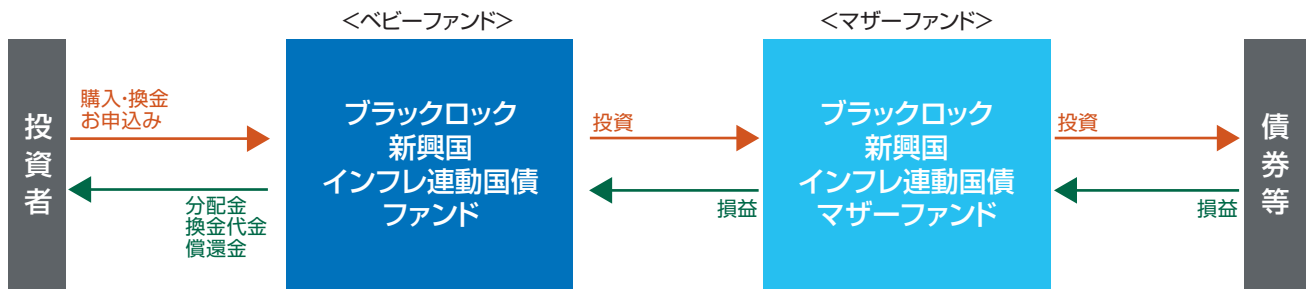 ＜ベビーファンド＞
＜マザーファンド＞
投資者
購入・換金
お申込み
分配金
換金代金
償還金
ブラックロック
新興国
インフレ連動国債
ファンド
投資
損益
ブラックロック
新興国
インフレ連動国債
マザーファンド
投資
損益
債券等